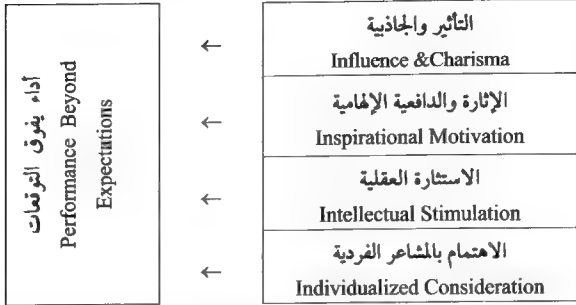 التأثير والجاذبية
Influence &Charisma
الإثارة والدافعية الإلهامية
Inspirational Motivation
الاستثارة العقلية
Intellectual Stimulation
الاهتمام بالمشاعر الفردية
Individualized Consideration
أداء يفوق التوقعات
Performance Beyond
Expectations